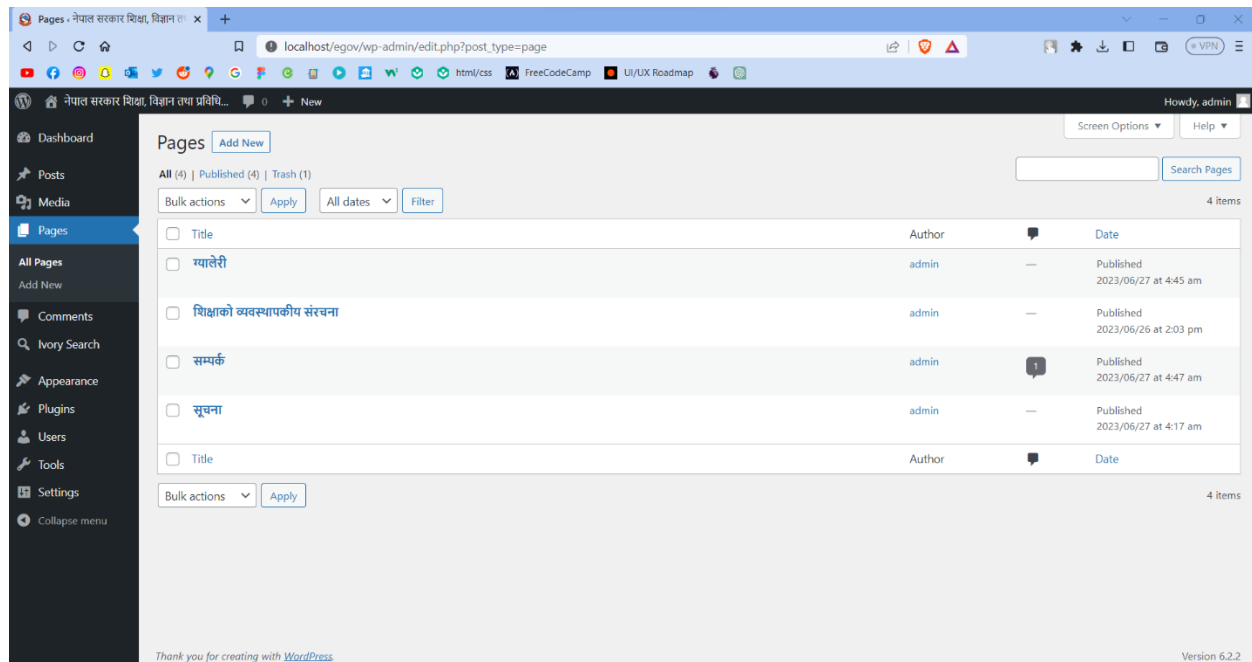 Pages ‹ नेपाल सरकार शिक्षा, विज्ञान त
localhost/egov/wp-admin/edit.php?post_type=page
VPN
html/css FreeCodeCamp UI/UX Roadmap
नेपाल सरकार शिक्षा, विज्ञान तथा प्रविधि... 0 New Howdy, admin
Screen Options ▼ Help ▼
Dashboard
Posts
Media
Pages
All Pages
Add New
Comments
Ivory Search
Appearance
Plugins
Users
Tools
Settings
Collapse menu
Pages Add New
All (4) | Published (4) | Trash (1)
Search Pages
Bulk actions Apply All dates Filter 4 items
Title Author Date
ग्यालेरी admin — Published
2023/06/27 at 4:45 am
शिक्षाको व्यवस्थापकीय संरचना admin — Published
2023/06/26 at 2:03 pm
सम्पर्क admin 1 Published
2023/06/27 at 4:47 am
सूचना admin — Published
2023/06/27 at 4:17 am
Title Author Date
Bulk actions Apply 4 items
Thank you for creating with WordPress. Version 6.2.2